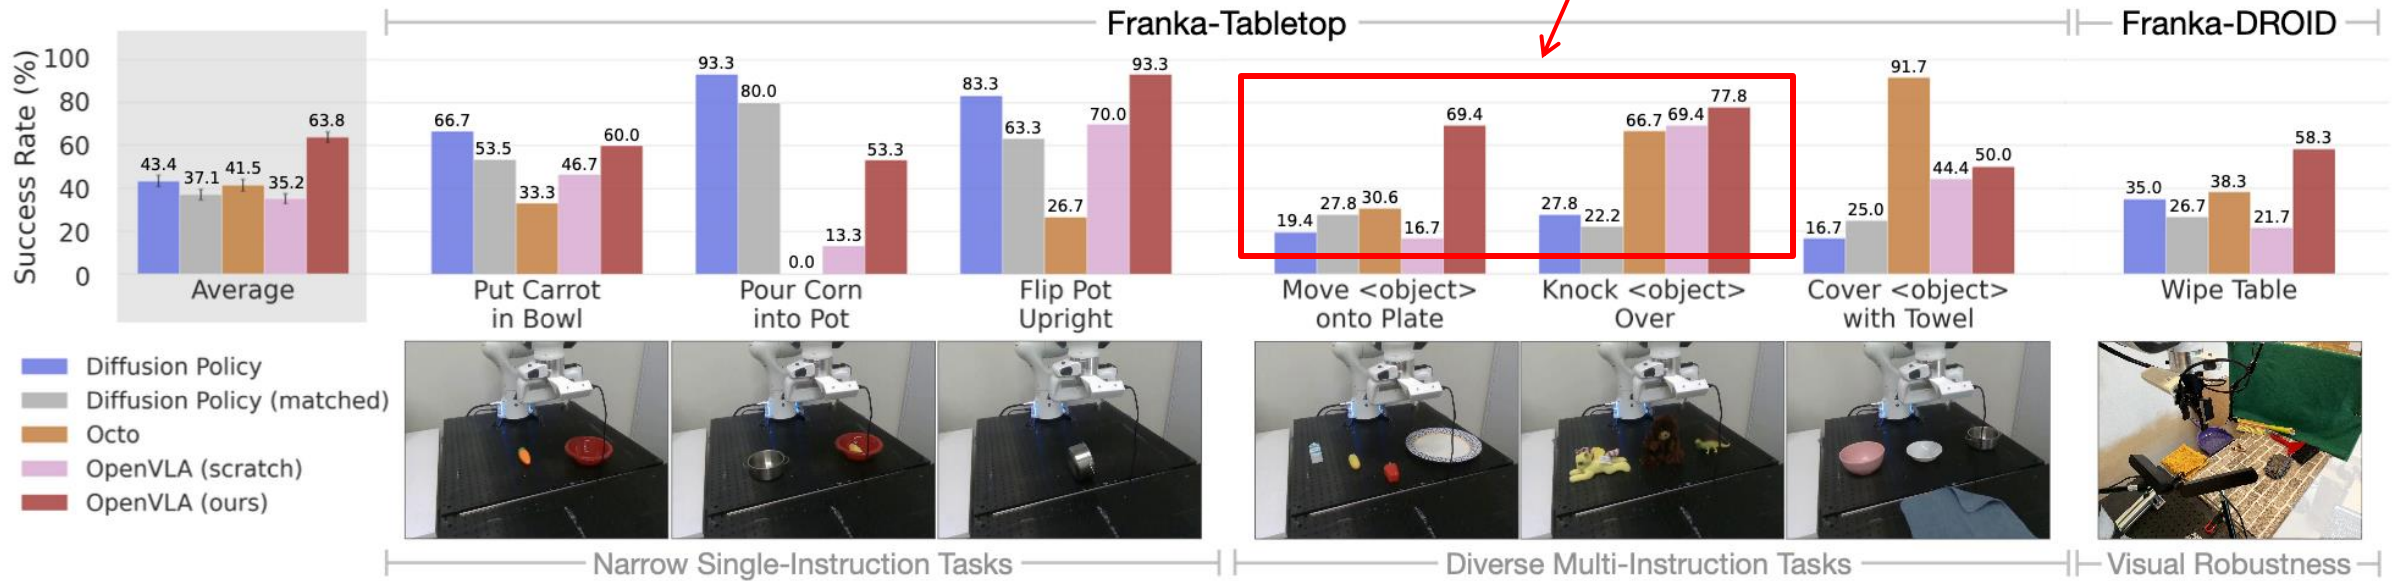 Franka-Tabletop
Franka-DROID
Success Rate (%)
100
80
60
40
20
0
43.4
37.1
41.5
35.2
63.8
Average
66.7
53.5
33.3
46.7
60.0
Put Carrot
in Bowl
93.3
80.0
0.0
13.3
53.3
Pour Corn
into Pot
83.3
63.3
26.7
70.0
93.3
Flip Pot
Upright
19.4
27.8
30.6
16.7
69.4
Move <object>
onto Plate
27.8
22.2
66.7
69.4
77.8
Knock <object>
Over
16.7
25.0
91.7
44.4
50.0
Cover <object>
with Towel
35.0
26.7
38.3
21.7
58.3
Wipe Table
Diffusion Policy
Diffusion Policy (matched)
Octo
OpenVLA (scratch)
OpenVLA (ours)
Narrow Single-Instruction Tasks
Diverse Multi-Instruction Tasks
Visual Robustness